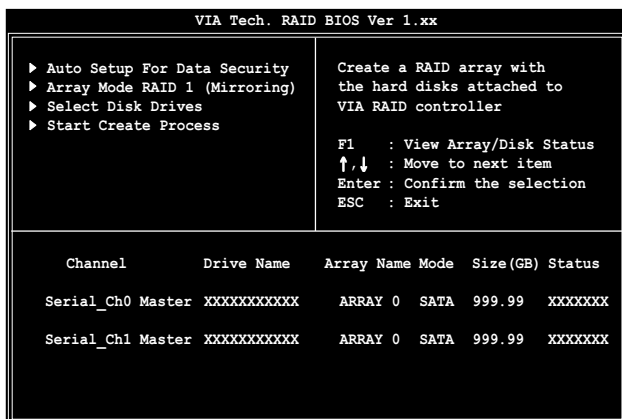 VIA Tech. RAID BIOS Ver 1.xx
Auto Setup For Data Security
Array Mode RAID 1 (Mirroring)
Select Disk Drives
Start Create Process
Create a RAID array with
the hard disks attached to
VIA RAID controller
F1 : View Array/Disk Status
↑,↓ : Move to next item
Enter : Confirm the selection
ESC : Exit
Channel Drive Name Array Name Mode Size(GB) Status
Serial_Ch0 Master XXXXXXXXXXX ARRAY 0 SATA 999.99 XXXXXXX
Serial_Ch1 Master XXXXXXXXXXX ARRAY 0 SATA 999.99 XXXXXXX